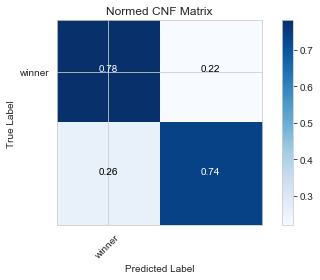 Normed CNF Matrix
0.78 0.22
winner
0.26 0.74
True Label
winner
Predicted Label
0.7
0.6
0.5
0.4
0.3